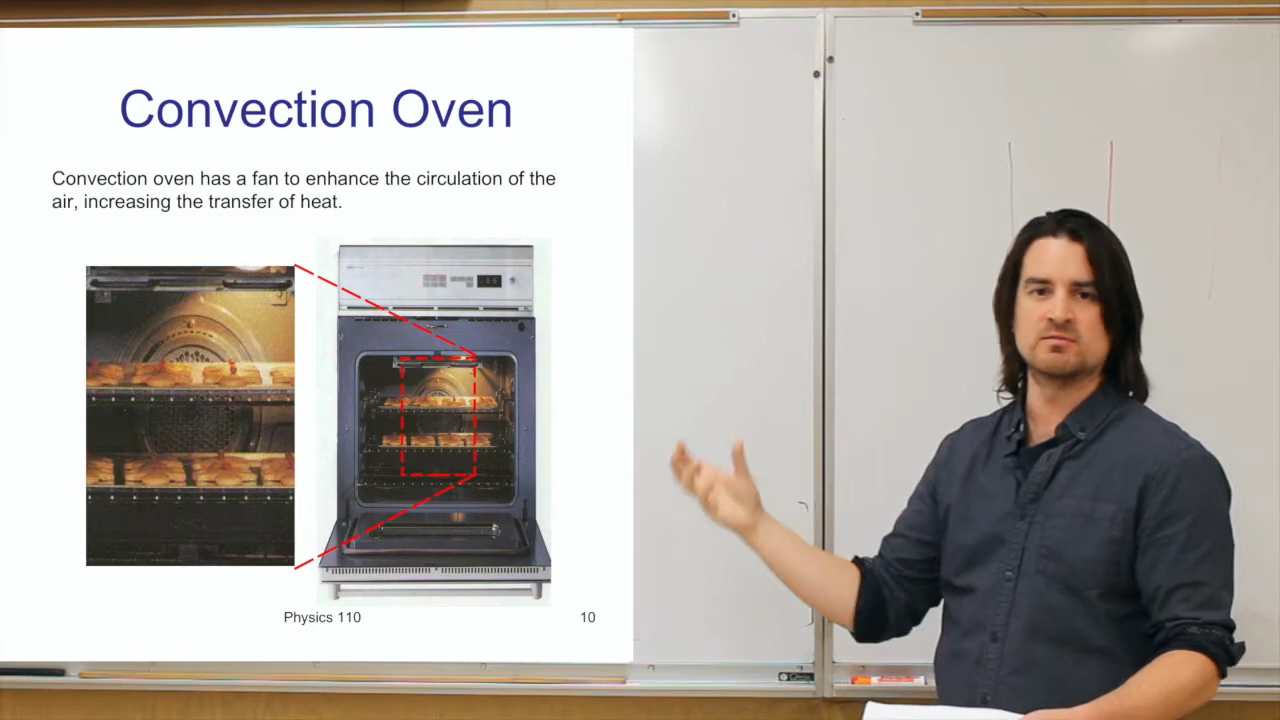 Convection Oven
Convection oven has a fan to enhance the circulation of the
air, increasing the transfer of heat.
Physics 110
10